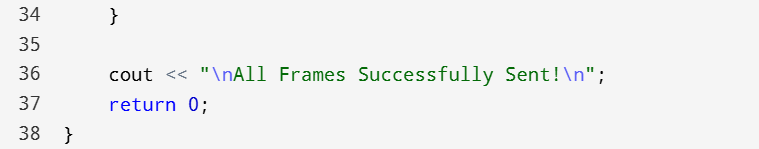 34    }
35
36    cout << "\nAll Frames Successfully Sent!\n";
37    return 0;
38 }